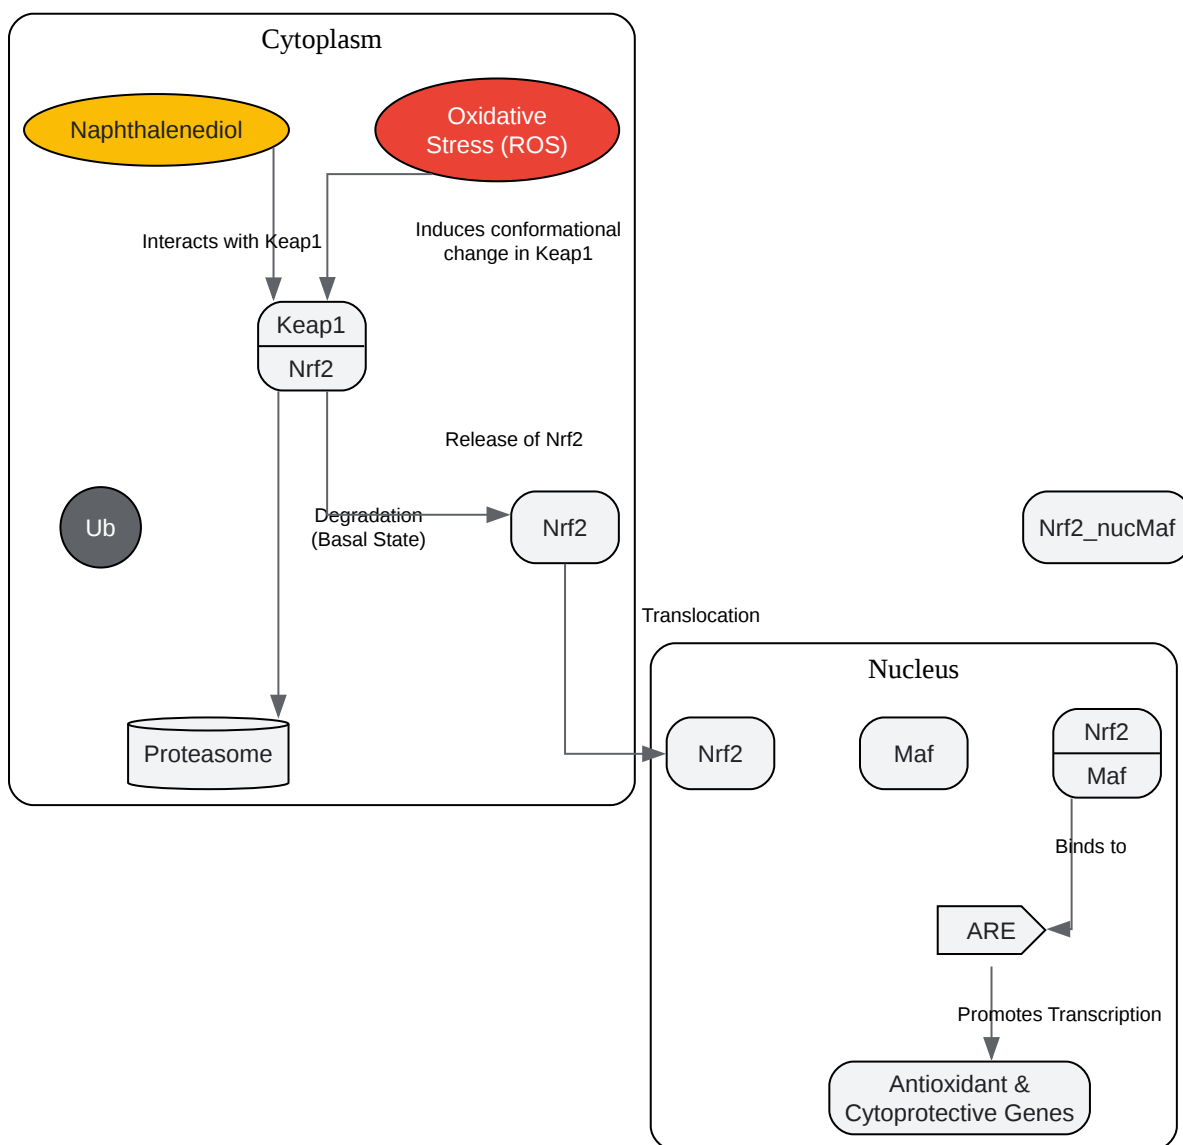 Cytoplasm
Naphthalenediol
Oxidative
Stress (ROS)
Interacts with Keap1
Induces conformational
change in Keap1
Keap1
Nrf2
Release of Nrf2
Ub
Degradation
(Basal State)
Nrf2
Nrf2_nucMaf
Translocation
Nucleus
Proteasome
Nrf2
Maf
Nrf2
Maf
Binds to
ARE
Promotes Transcription
Antioxidant &
Cytoprotective Genes